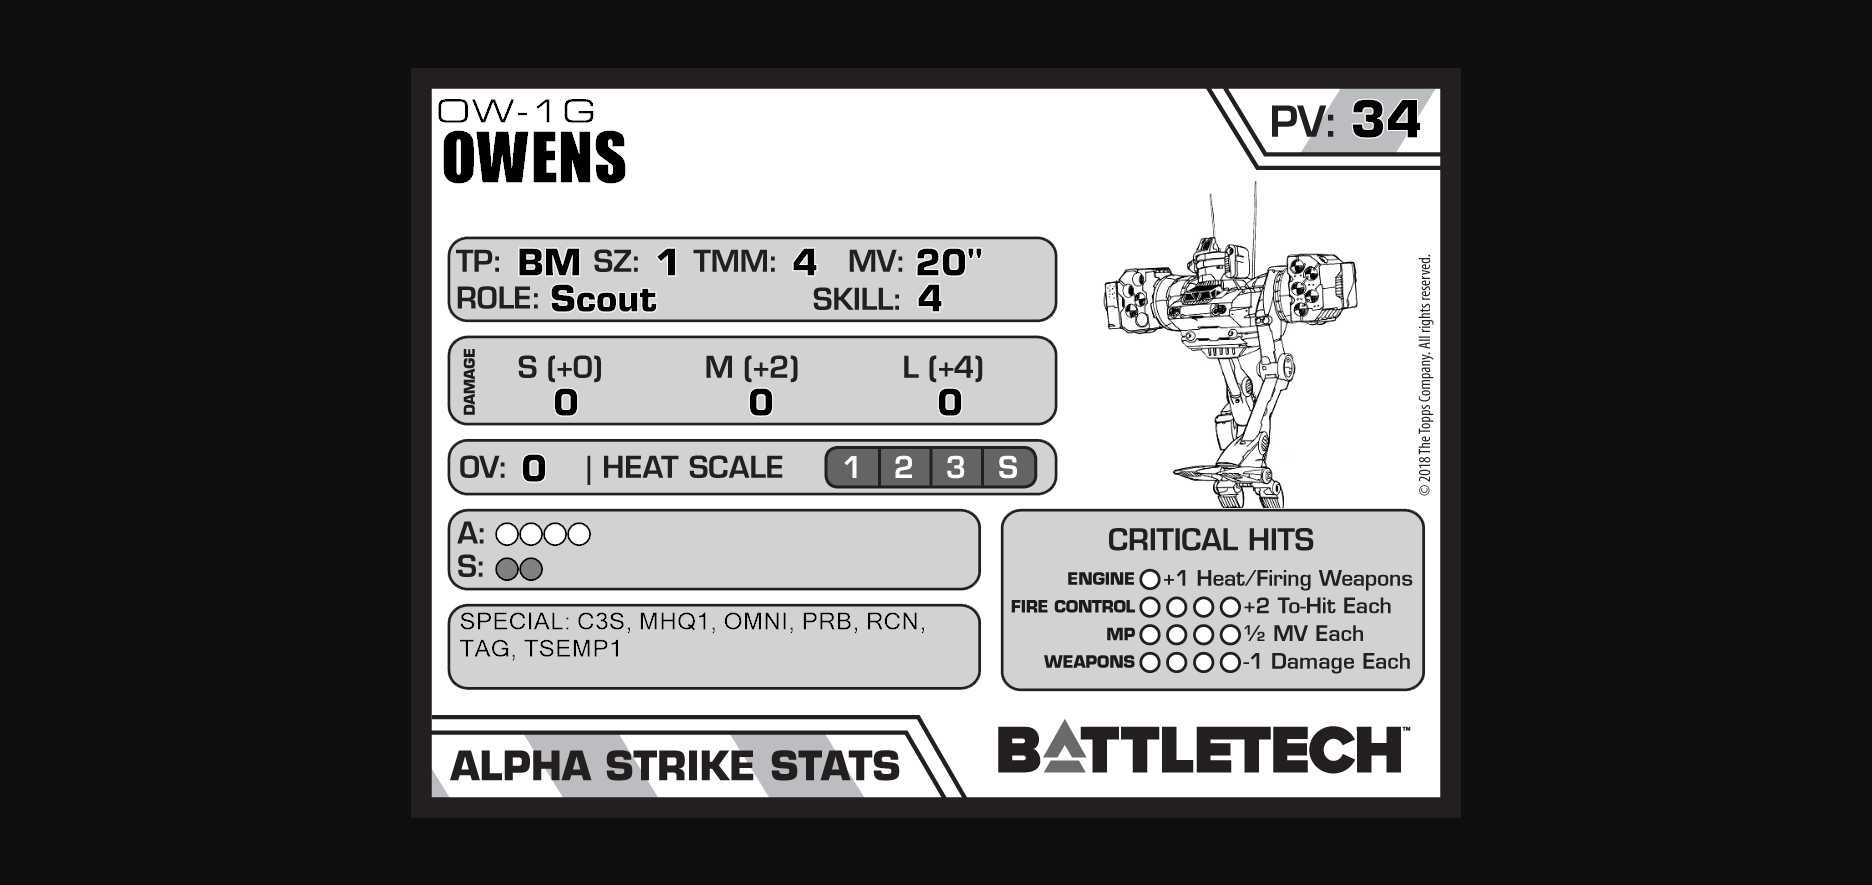 OW-1G
OWENS
PV: 34
TP: BM SZ: 1 TMM: 4 MV: 20"
ROLE: Scout SKILL: 4
DAMAGE
S (+0) M (+2) L (+4)
0 0 0
OV: 0 | HEAT SCALE 1 2 3 S
A:
S:
SPECIAL: C3S, MHQ1, OMNI, PRB, RCN,
TAG, TSEMP1
© 2018 The Topps Company. All rights reserved.
CRITICAL HITS
ENGINE +1 Heat/Firing Weapons
FIRE CONTROL +2 To-Hit Each
MP ½ MV Each
WEAPONS -1 Damage Each
ALPHA STRIKE STATS
BATTLETECH™